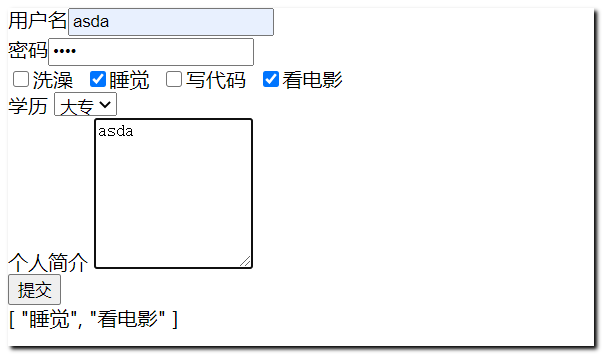 用户名 asda
密码 ••••
洗澡 睡觉 写代码 看电影
学历 大专
asda
个人简介
提交
[ "睡觉", "看电影" ]